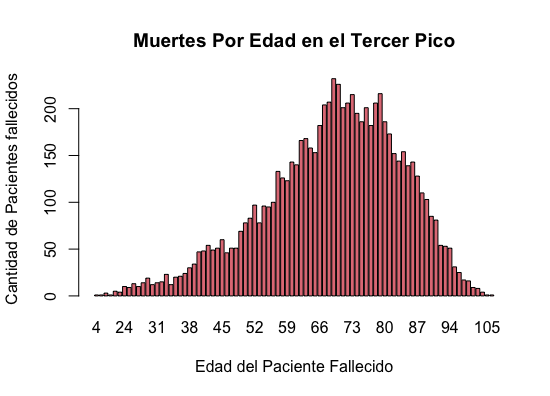 Muertes Por Edad en el Tercer Pico
Cantidad de Pacientes fallecidos
200
150
100
50
0
4 24 31 38 45 52 59 66 73 80 87 94 105
Edad del Paciente Fallecido